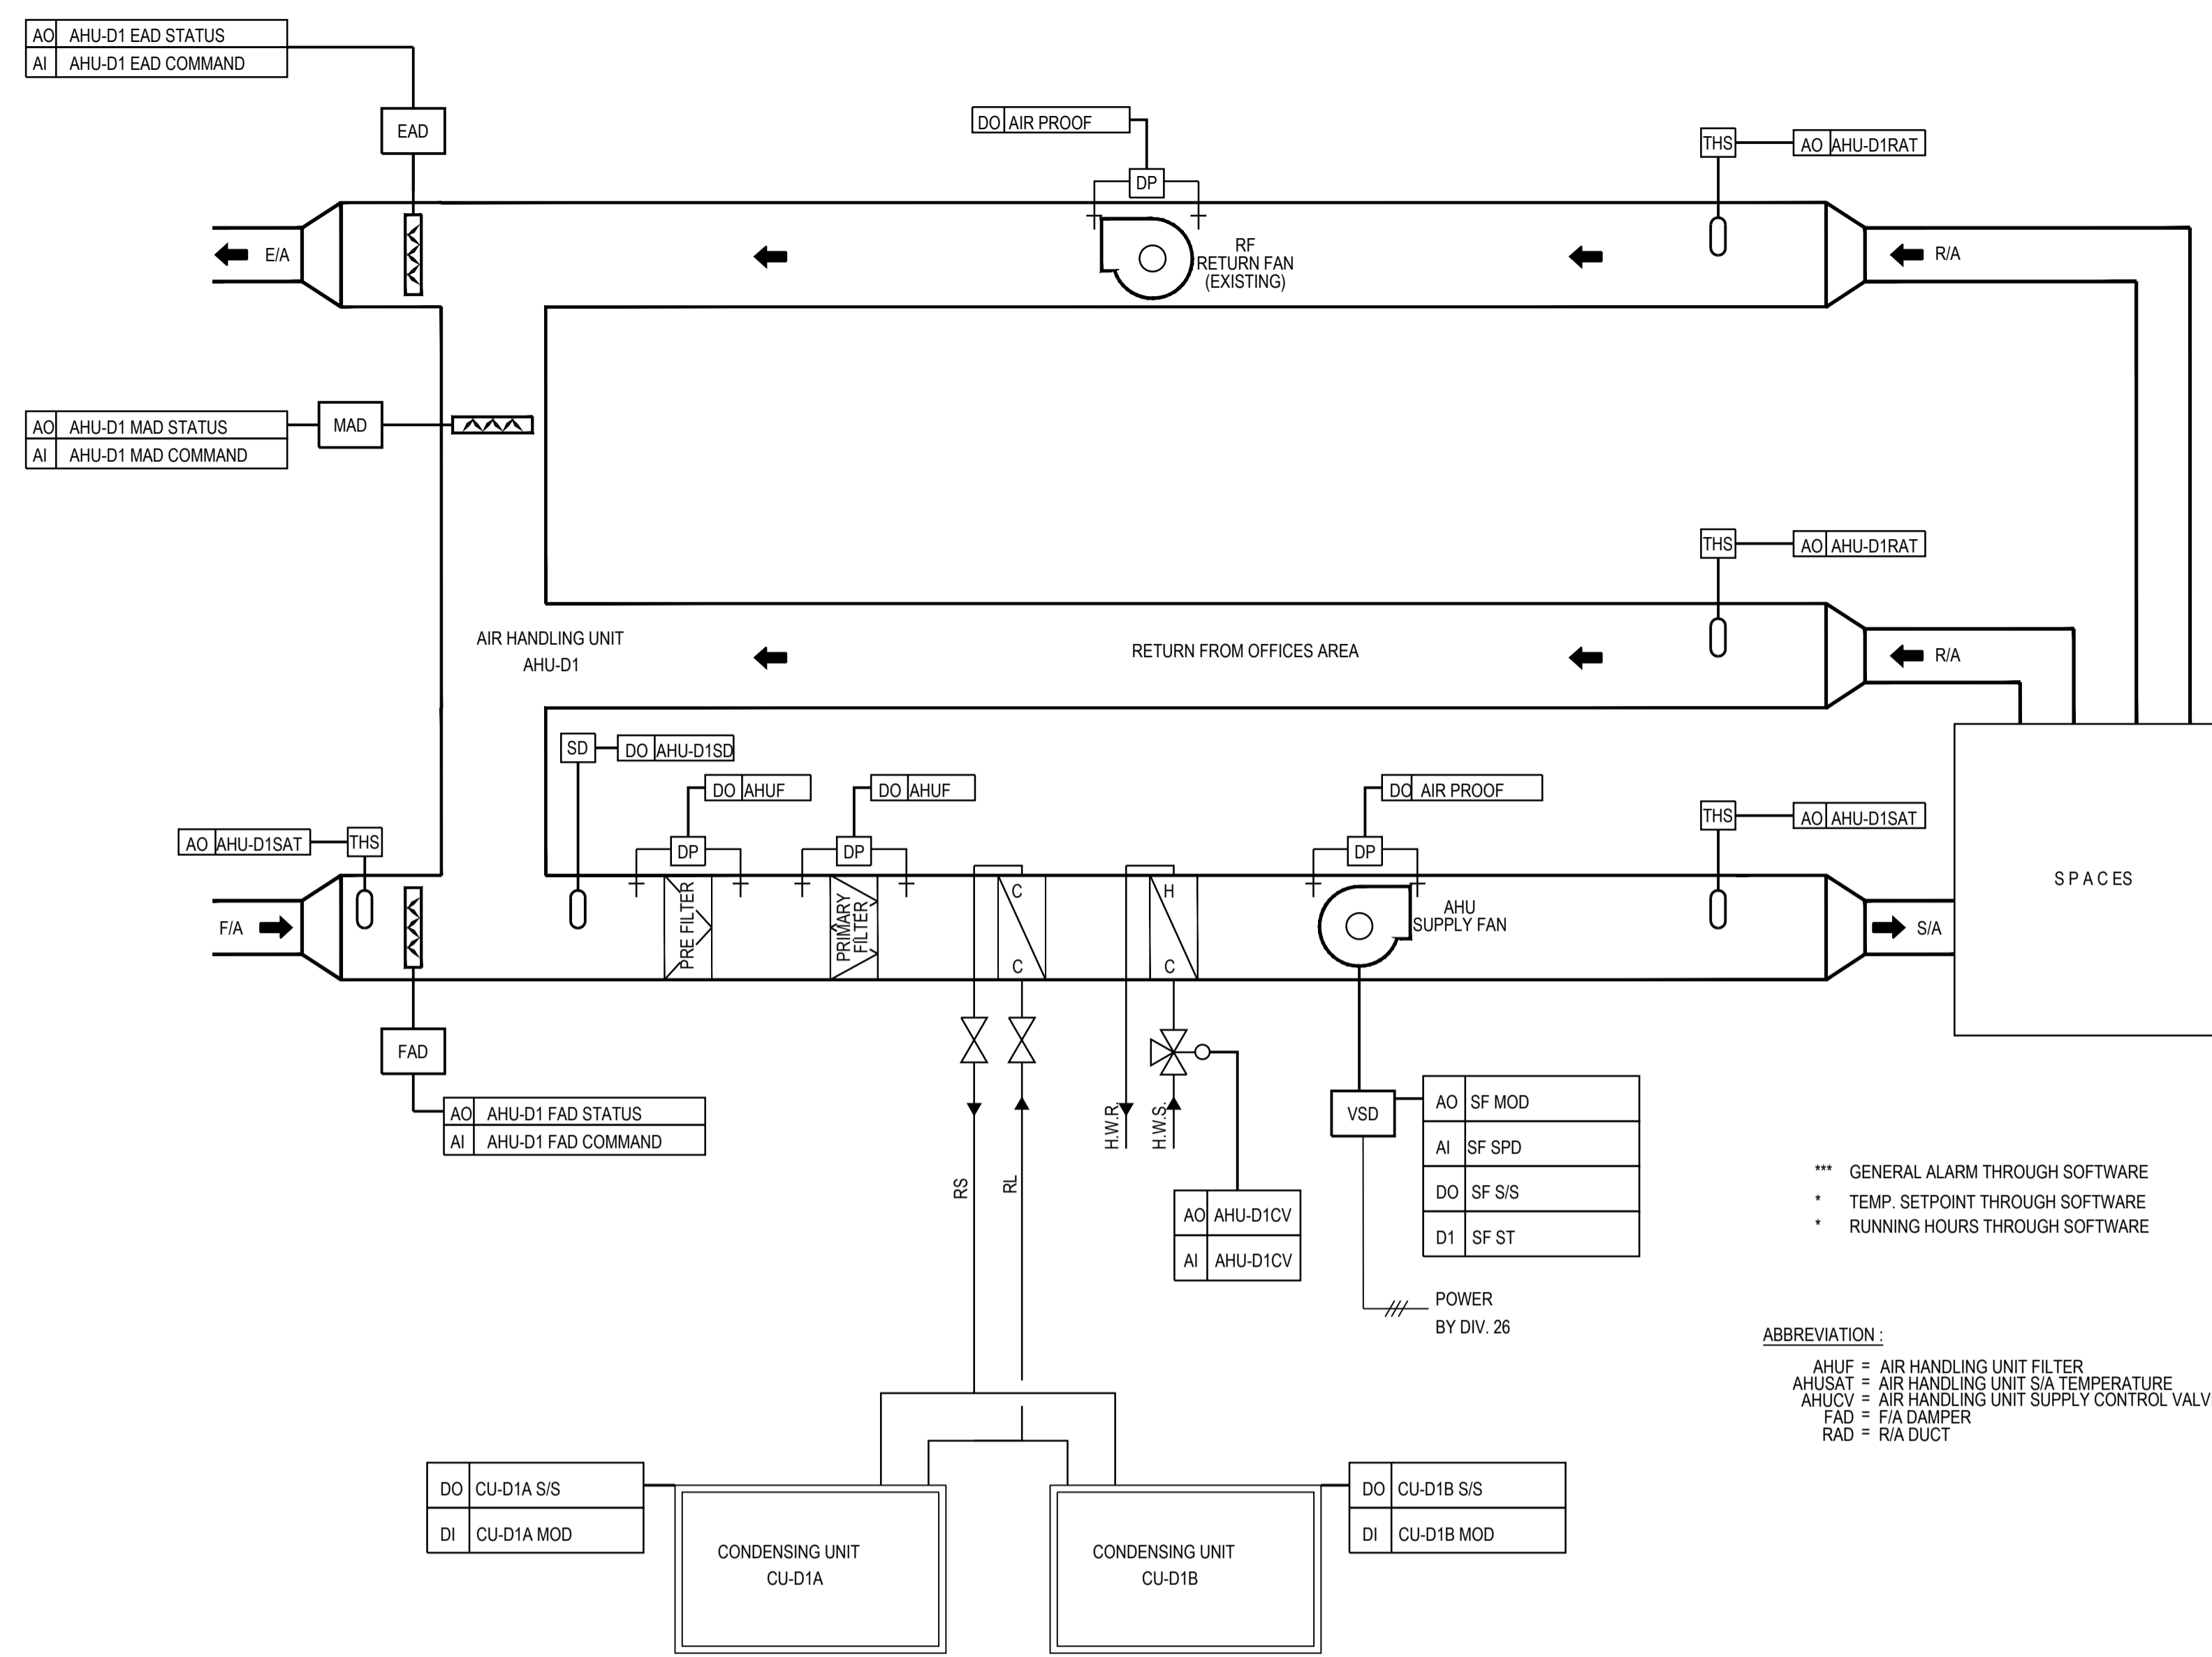 AO AHU-D1 EAD STATUS
AI AHU-D1 EAD COMMAND
EAD
DO AIR PROOF
DP
THS
AO AHU-D1RAT
E/A
RF
RETURN FAN
(EXISTING)
R/A
AO AHU-D1 MAD STATUS
AI AHU-D1 MAD COMMAND
MAD
THS
AO AHU-D1RAT
AIR HANDLING UNIT
AHU-D1
RETURN FROM OFFICES AREA
R/A
SD
DO AHU-D1SD
DO AHUF
DO AHUF
DO AIR PROOF
AO AHU-D1SAT
THS
DP
DP
DP
THS
AO AHU-D1SAT
F/A
PRE FILTER
PRIMARY
FILTER
C
C
H
C
AHU
SUPPLY FAN
S/A
S P A C ES
FAD
AO AHU-D1 FAD STATUS
AI AHU-D1 FAD COMMAND
RS
RL
H.W.R.
H.W.S.
VSD
AO SF MOD
AI SF SPD
DO SF S/S
D1 SF ST
AO AHU-D1CV
AI AHU-D1CV
POWER
BY DIV. 26
*** GENERAL ALARM THROUGH SOFTWARE
* TEMP. SETPOINT THROUGH SOFTWARE
* RUNNING HOURS THROUGH SOFTWARE
ABBREVIATION :
AHUF = AIR HANDLING UNIT FILTER
AHUSAT = AIR HANDLING UNIT S/A TEMPERATURE
AHUCV = AIR HANDLING UNIT SUPPLY CONTROL VALV
FAD = F/A DAMPER
RAD = R/A DUCT
DO CU-D1A S/S
DI CU-D1A MOD
CONDENSING UNIT
CU-D1A
CONDENSING UNIT
CU-D1B
DO CU-D1B S/S
DI CU-D1B MOD